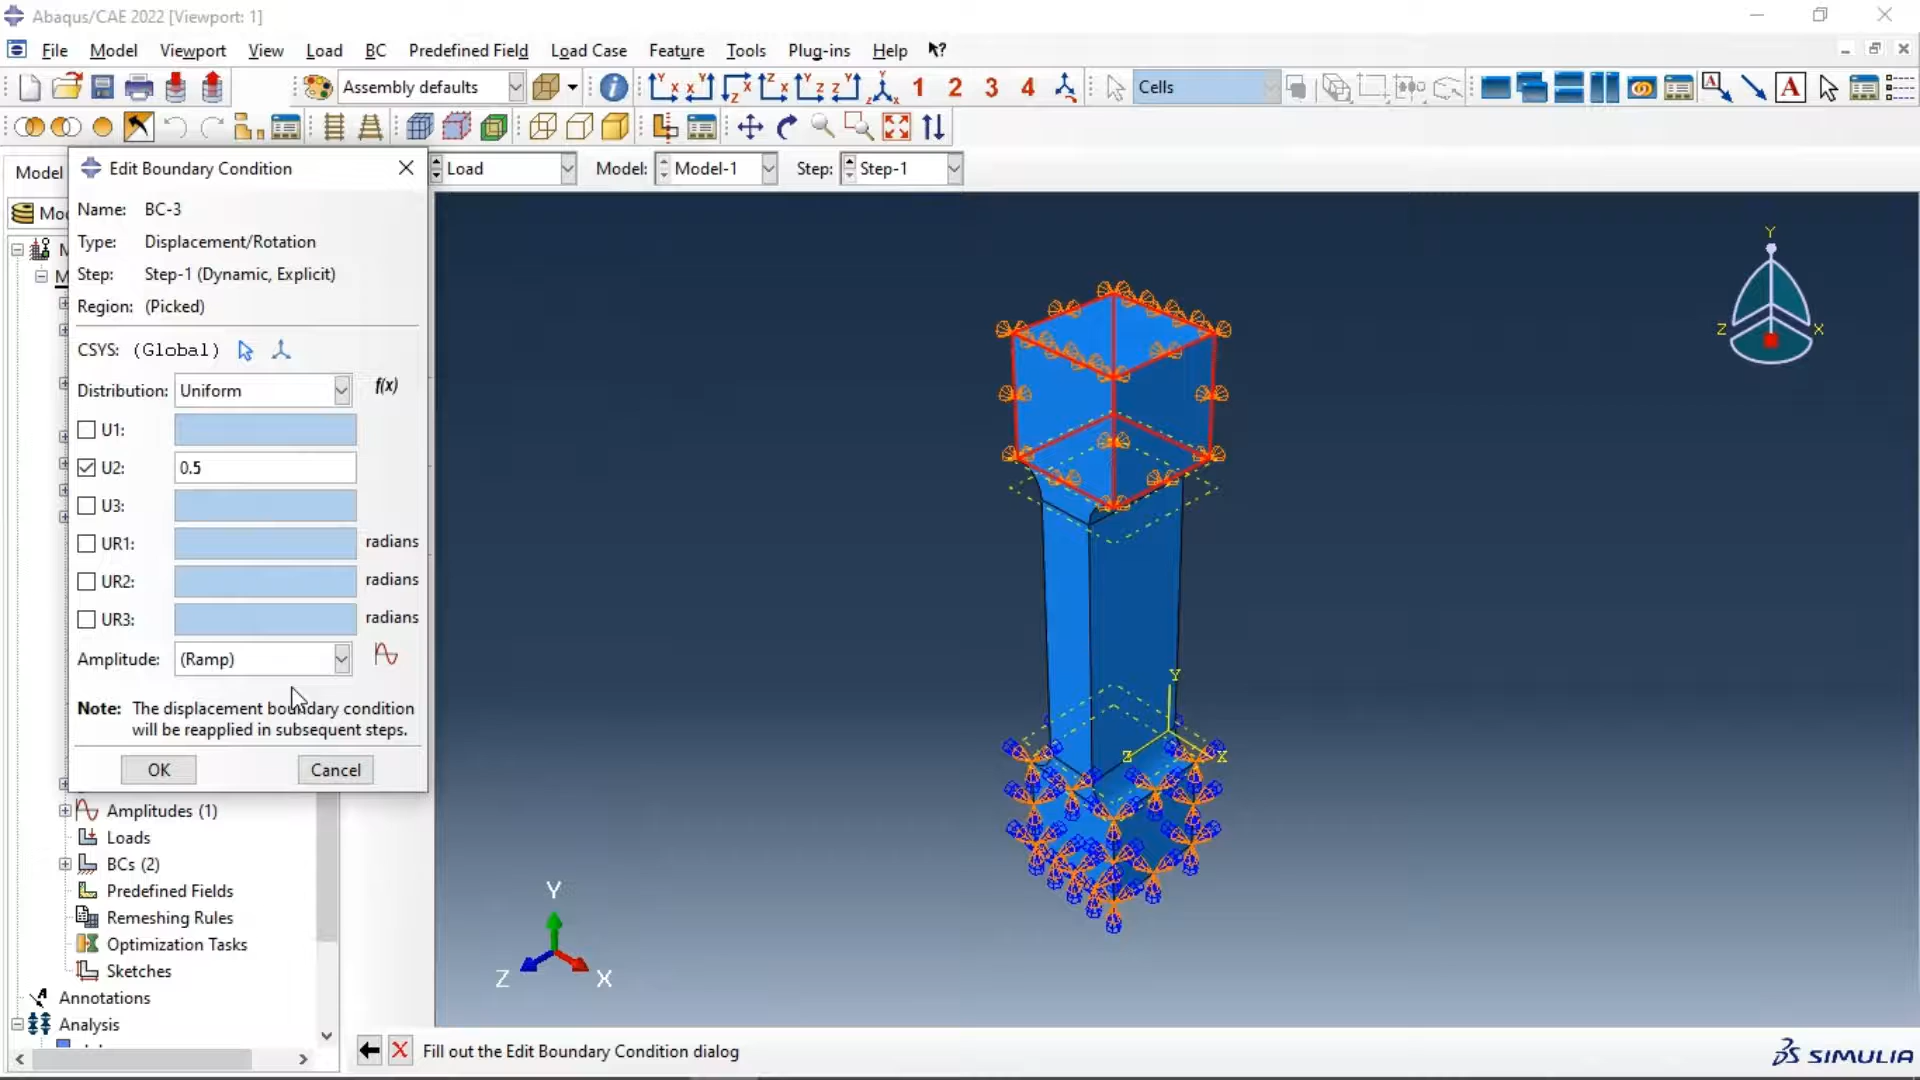 Abaqus/CAE 2022 [Viewport: 1]
File Model Viewport View Load BC Predefined Field Load Case Feature Tools Plug-ins Help
Assembly defaults
1 2 3 4
Cells
Model
Edit Boundary Condition
Load
Model: Model-1
Step: Step-1
Name: BC-3
Type: Displacement/Rotation
Step: Step-1 (Dynamic, Explicit)
Region: (Picked)
CSYS: (Global)
Distribution: Uniform f(x)
U1:
U2: 0.5
U3:
UR1: radians
UR2: radians
UR3: radians
Amplitude: (Ramp)
Note: The displacement boundary condition
will be reapplied in subsequent steps.
OK Cancel
Amplitudes (1)
Loads
BCs (2)
Predefined Fields
Remeshing Rules
Optimization Tasks
Sketches
Annotations
Analysis
Y
Z X
Y
Z X
Y
Z X
Fill out the Edit Boundary Condition dialog
SIMULIA